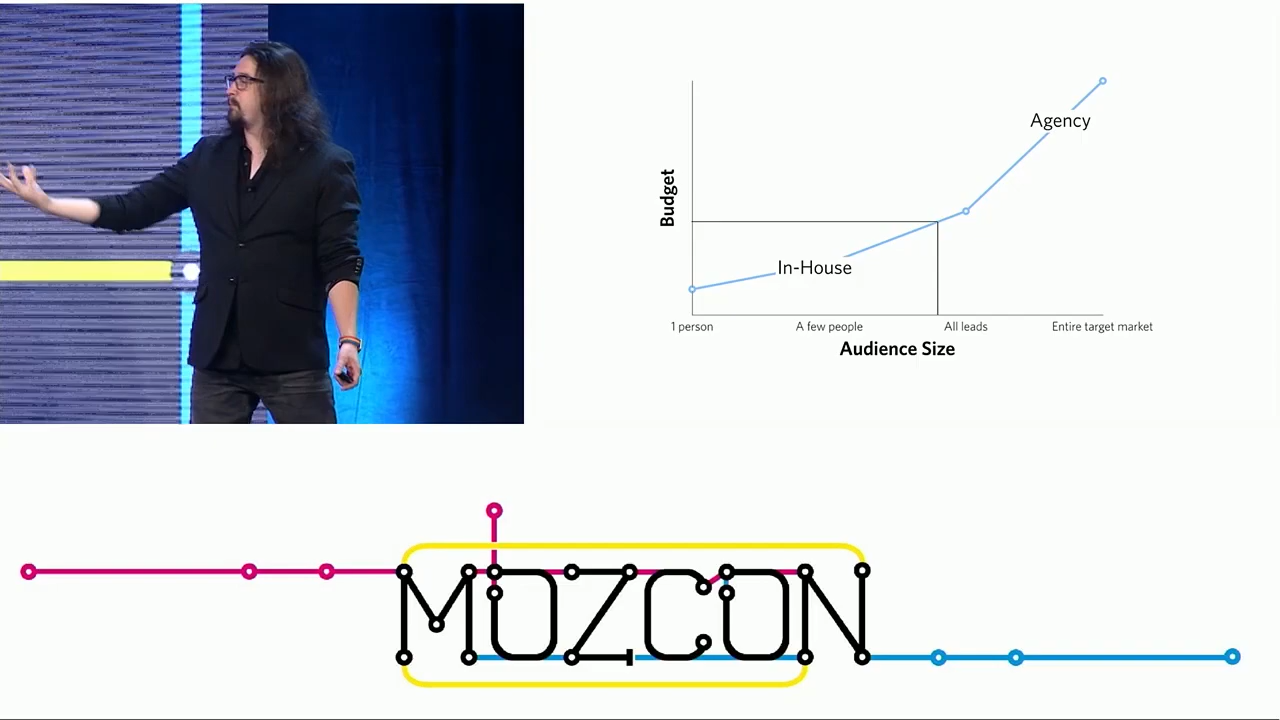 Agency
Budget
In-House
1 person
A few people
All leads
Entire target market
Audience Size
MOZCON